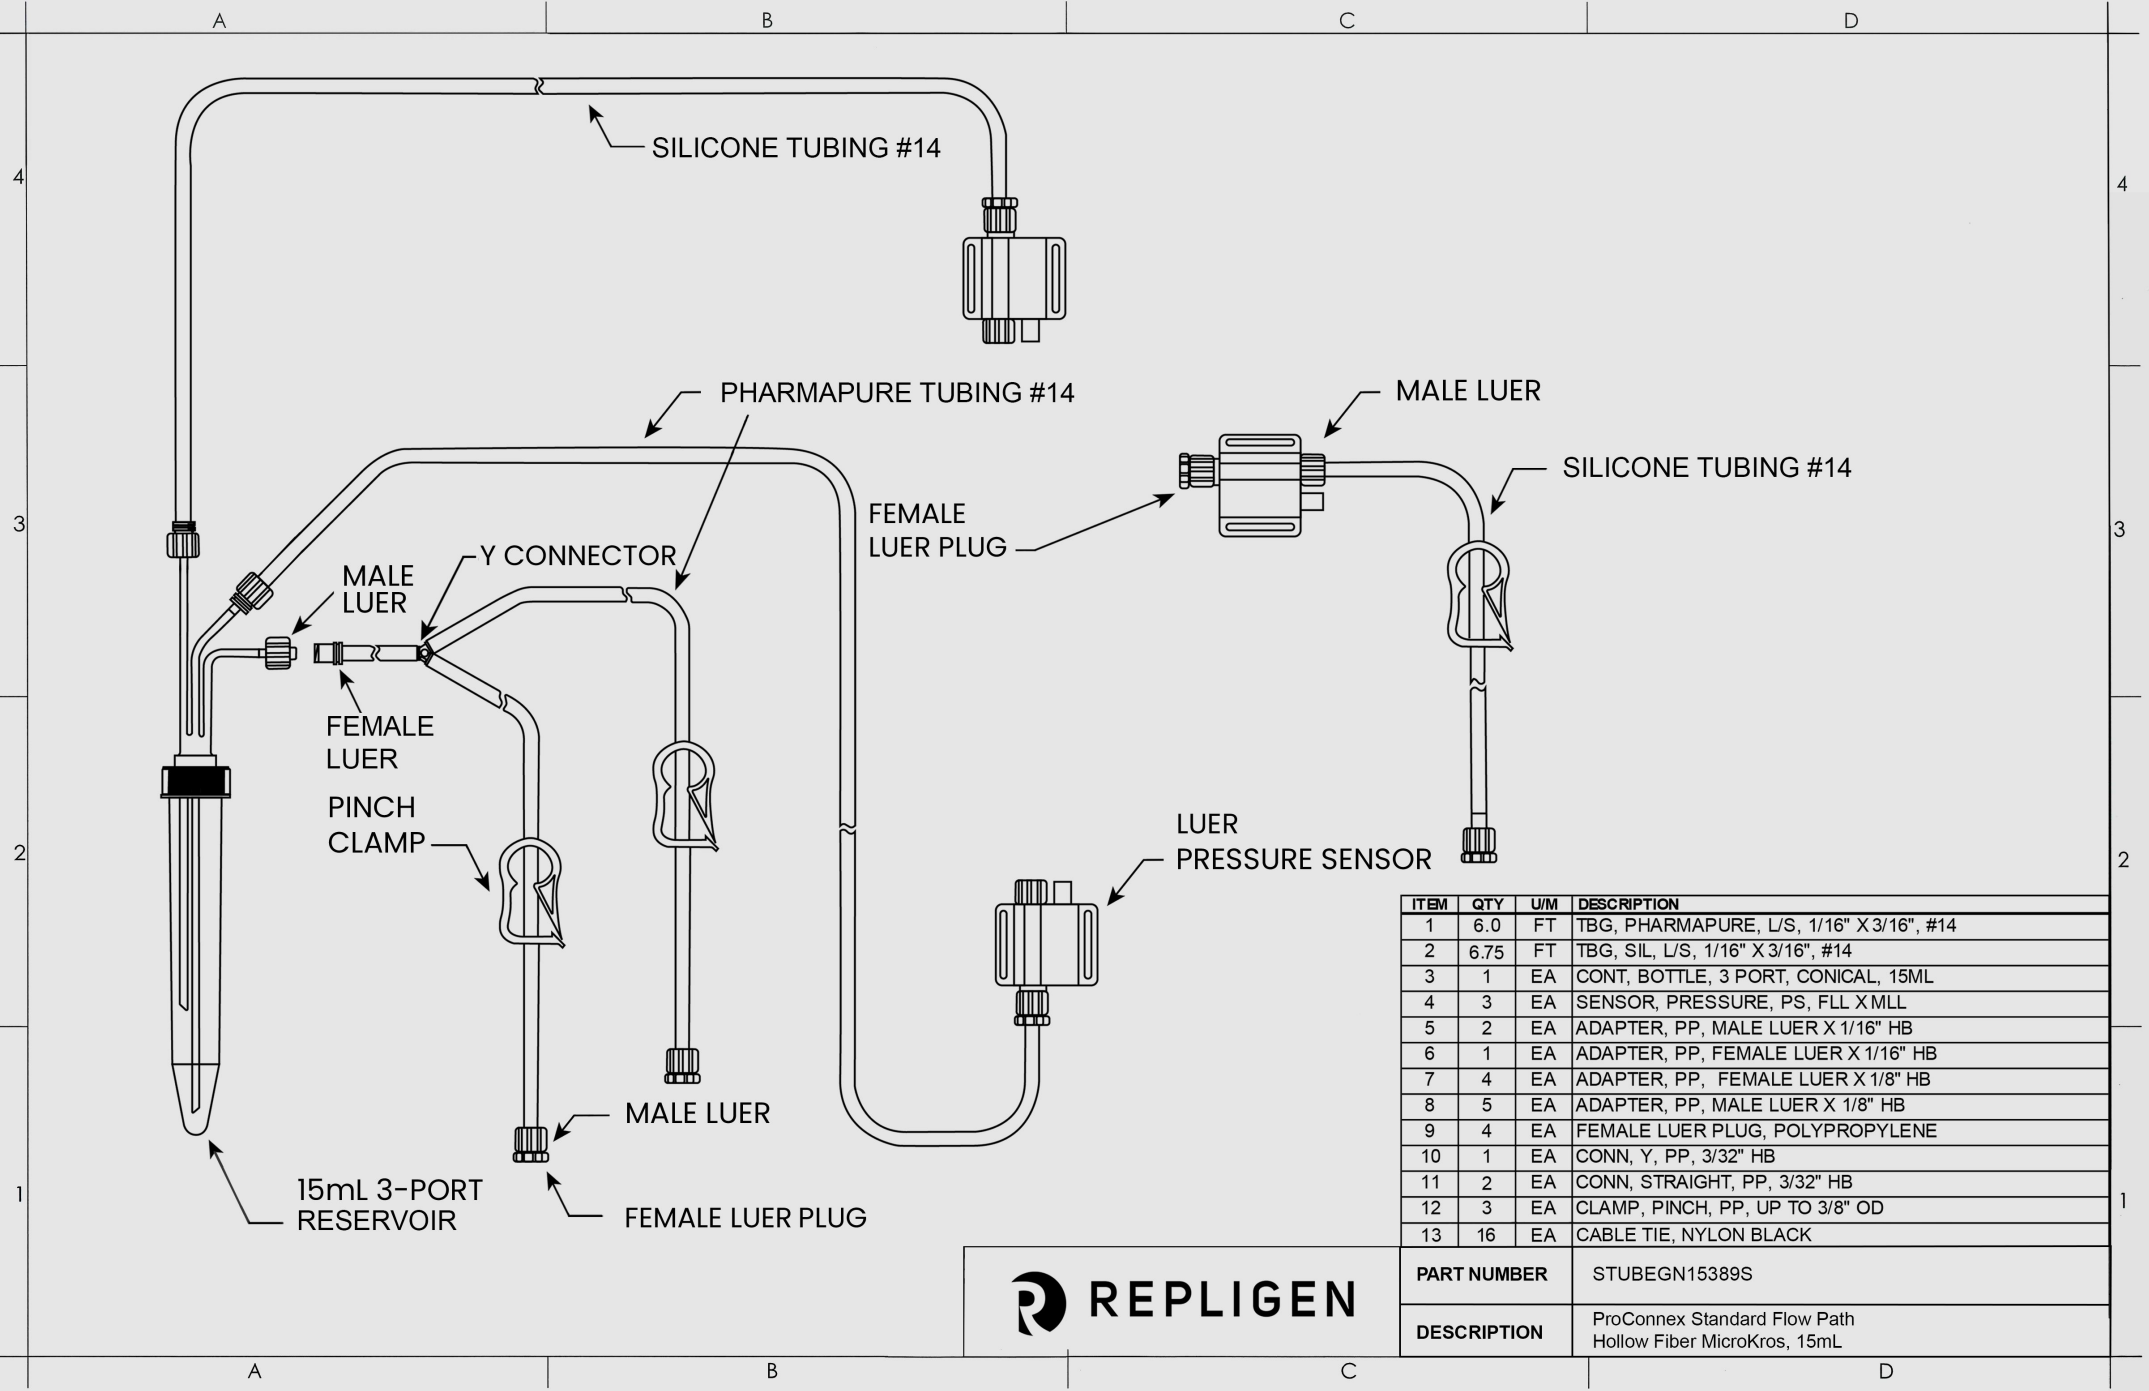 A B C D
4
4
SILICONE TUBING #14
PHARMAPURE TUBING #14
MALE LUER
SILICONE TUBING #14
FEMALE
LUER PLUG
3
3
Y CONNECTOR
MALE
LUER
FEMALE
LUER
PINCH
CLAMP
LUER
PRESSURE SENSOR
2
2
MALE LUER
FEMALE LUER PLUG
15mL 3-PORT
RESERVOIR
1
1
ITEM QTY U/M DESCRIPTION
1 6.0 FT TBG, PHARMAPURE, L/S, 1/16" X 3/16", #14
2 6.75 FT TBG, SIL, L/S, 1/16" X 3/16", #14
3 1 EA CONT, BOTTLE, 3 PORT, CONICAL, 15ML
4 3 EA SENSOR, PRESSURE, PS, FLL X MLL
5 2 EA ADAPTER, PP, MALE LUER X 1/16" HB
6 1 EA ADAPTER, PP, FEMALE LUER X 1/16" HB
7 4 EA ADAPTER, PP, FEMALE LUER X 1/8" HB
8 5 EA ADAPTER, PP, MALE LUER X 1/8" HB
9 4 EA FEMALE LUER PLUG, POLYPROPYLENE
10 1 EA CONN, Y, PP, 3/32" HB
11 2 EA CONN, STRAIGHT, PP, 3/32" HB
12 3 EA CLAMP, PINCH, PP, UP TO 3/8" OD
13 16 EA CABLE TIE, NYLON BLACK
REPLIGEN
PART NUMBER STUBEGN15389S
DESCRIPTION ProConnex Standard Flow Path
Hollow Fiber MicroKros, 15mL
A B C D